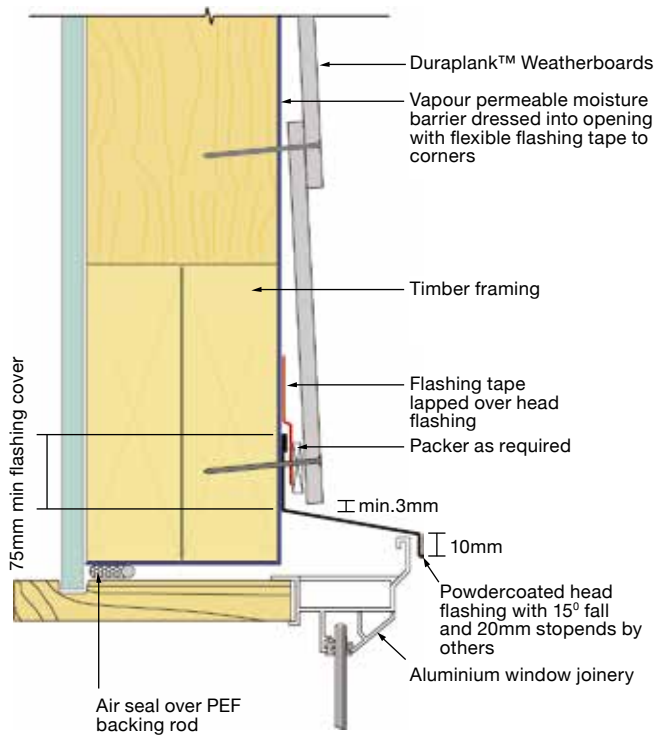 Duraplank™ Weatherboards
Vapour permeable moisture
barrier dressed into opening
with flexible flashing tape to
corners
Timber framing
Flashing tape
lapped over head
flashing
Packer as required
75mm min flashing cover
min.3mm
10mm
Powdercoated head
flashing with 15⁰ fall
and 20mm stopends by
others
Aluminium window joinery
Air seal over PEF
backing rod